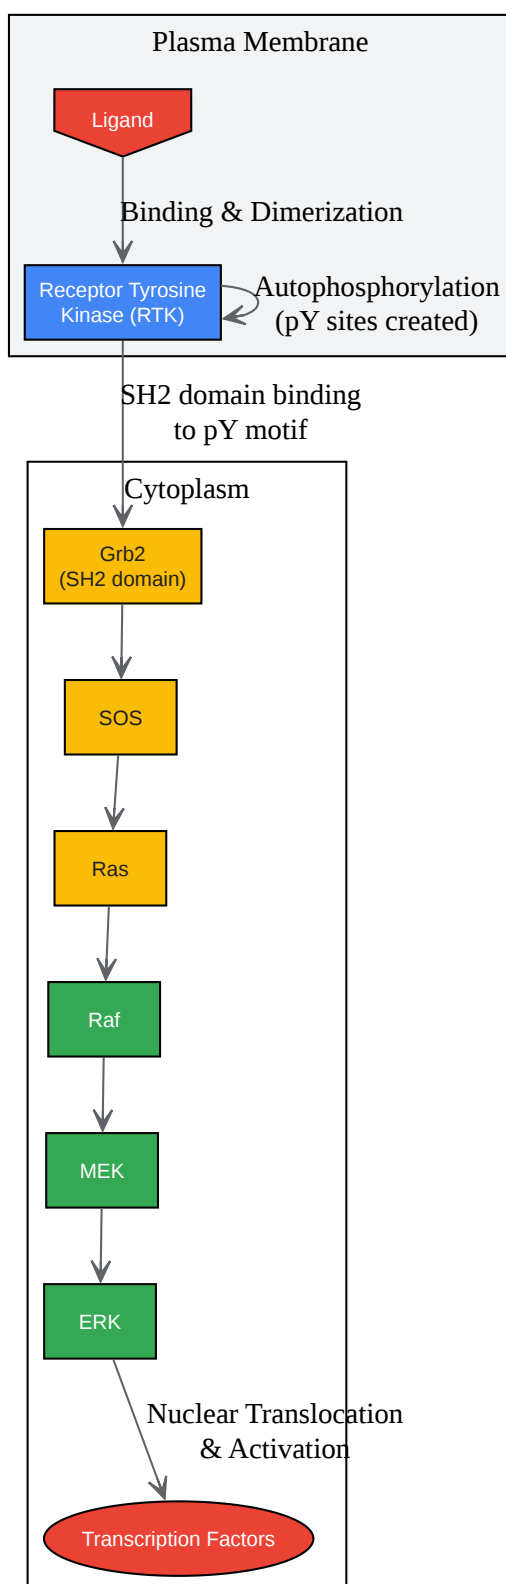 Plasma Membrane
Ligand
Binding & Dimerization
Receptor Tyrosine
Kinase (RTK)
Autophosphorylation
(pY sites created)
SH2 domain binding
to pY motif
Cytoplasm
Grb2
(SH2 domain)
SOS
Ras
Raf
MEK
ERK
Nuclear Translocation
& Activation
Transcription Factors